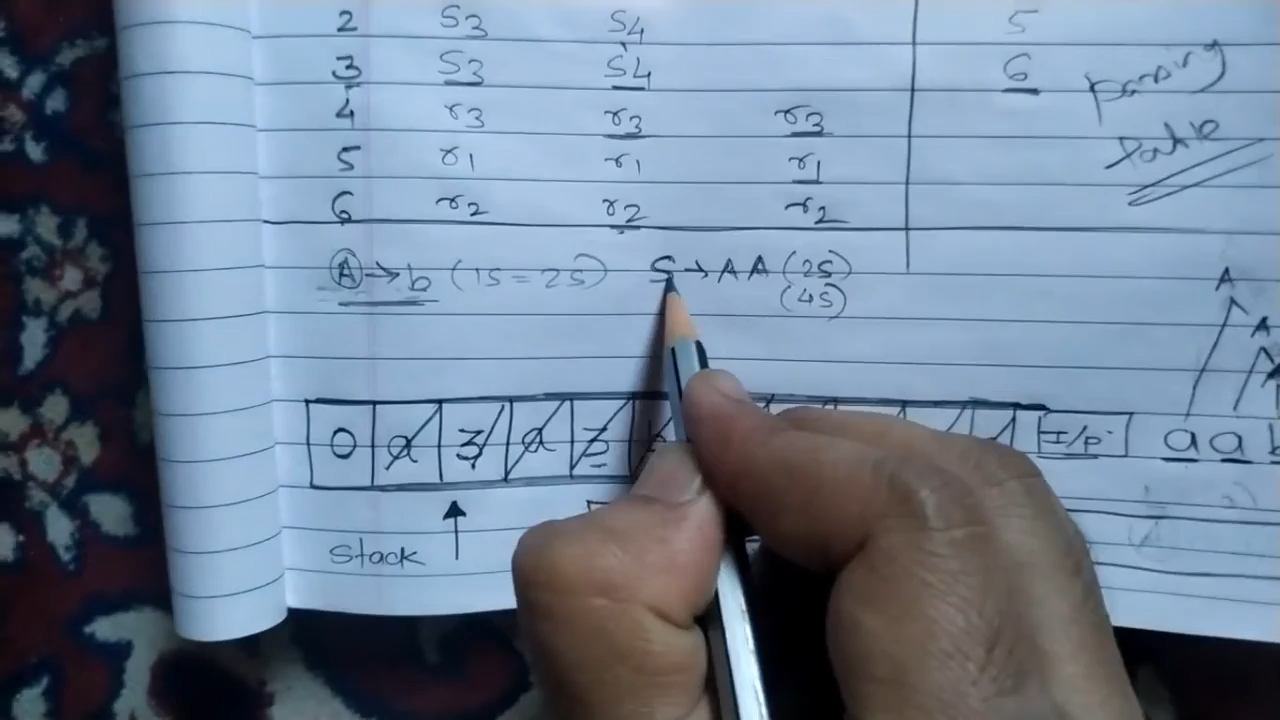 2 S3 S4 5
3 S3 S4 6
4 r3 r3 r3
5 r1 r1 r1
6 r2 r2 r2
parsing
table
A → b (1S = 2S) S → AA (2S)
(4S)
A
A
0 a 3 a 3 b I/p a a b
Stack